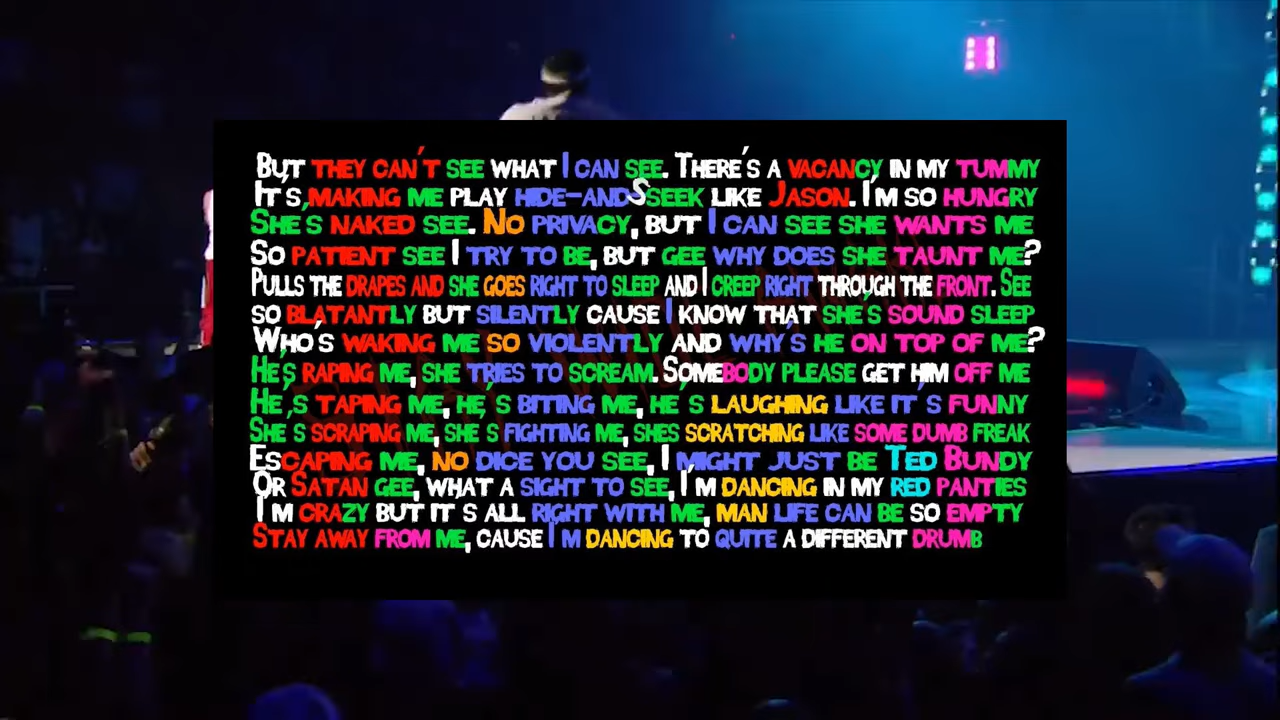 But they can't see what I can see. There's a vacancy in my tummy
It's,making me play hide-and-Sseek like Jason. I'm so hungry
She's naked see. No privacy, but I can see she wants me
So patient see I try to be, but gee why does she taunt me?
Pulls the drapes and she goes right to sleep and I creep right through the front. See
so blatantly but silently cause I know that she's sound sleep
Who's waking me so violently and why's he on top of me?
He's raping me, she tries to scream. Somebody please get him off me
He's taping me, he's biting me, he's laughing like it's funny
She's scraping me, she's fighting me, shes scratching like some dumb freak
Escaping me, no dice you see, I might just be Ted Bundy
Or Satan gee, what a sight to see, I'm dancing in my red panties
I'm crazy but it's all right with me, man life can be so empty
Stay away from me, cause I'm dancing to quite a different drumb